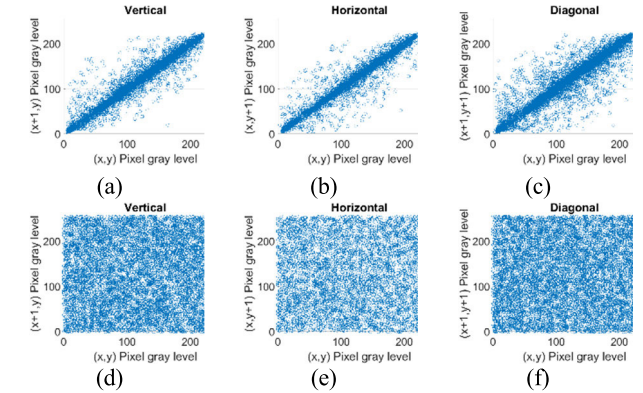 Vertical Horizontal Diagonal
(x+1,y) Pixel gray level 200 100 0 0 100 200 (x,y) Pixel gray level
(x,y+1) Pixel gray level 200 100 0 0 100 200 (x,y) Pixel gray level
(x+1,y+1) Pixel gray level 200 100 0 0 100 200 (x,y) Pixel gray level
(a) (b) (c)
Vertical Horizontal Diagonal
(x+1,y) Pixel gray level 200 100 0 0 100 200 (x,y) Pixel gray level
(x,y+1) Pixel gray level 200 100 0 0 100 200 (x,y) Pixel gray level
(x+1,y+1) Pixel gray level 200 100 0 0 100 200 (x,y) Pixel gray level
(d) (e) (f)